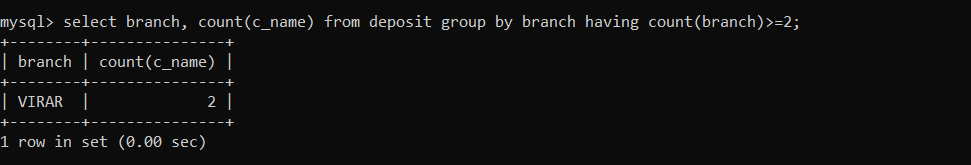 mysql> select branch, count(c_name) from deposit group by branch having count(branch)>=2;
+--------+---------------+
| branch | count(c_name) |
+--------+---------------+
| VIRAR  |             2 |
+--------+---------------+
1 row in set (0.00 sec)